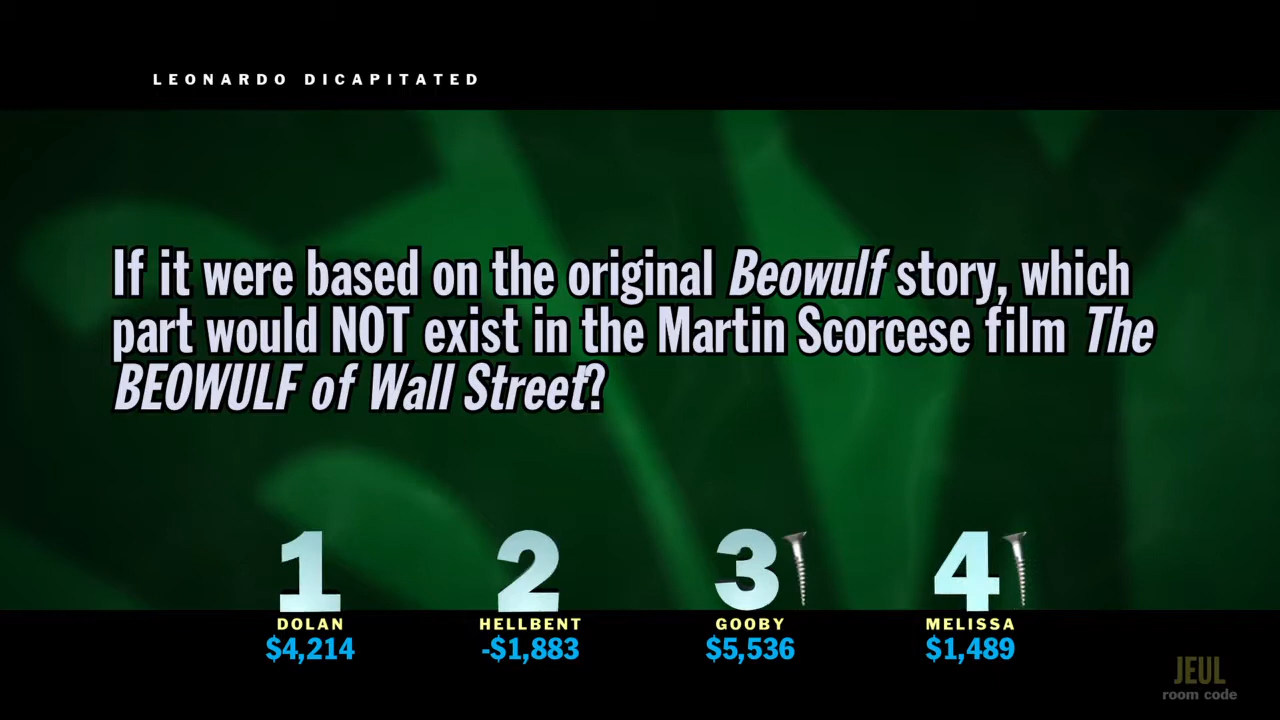 LEONARDO DICAPITATED
If it were based on the original Beowulf story, which
part would NOT exist in the Martin Scorcese film The
BEOWULF of Wall Street?
1 2 3 4
DOLAN HELLBENT GOOBY MELISSA
$4,214 -$1,883 $5,536 $1,489
JEUL
room code